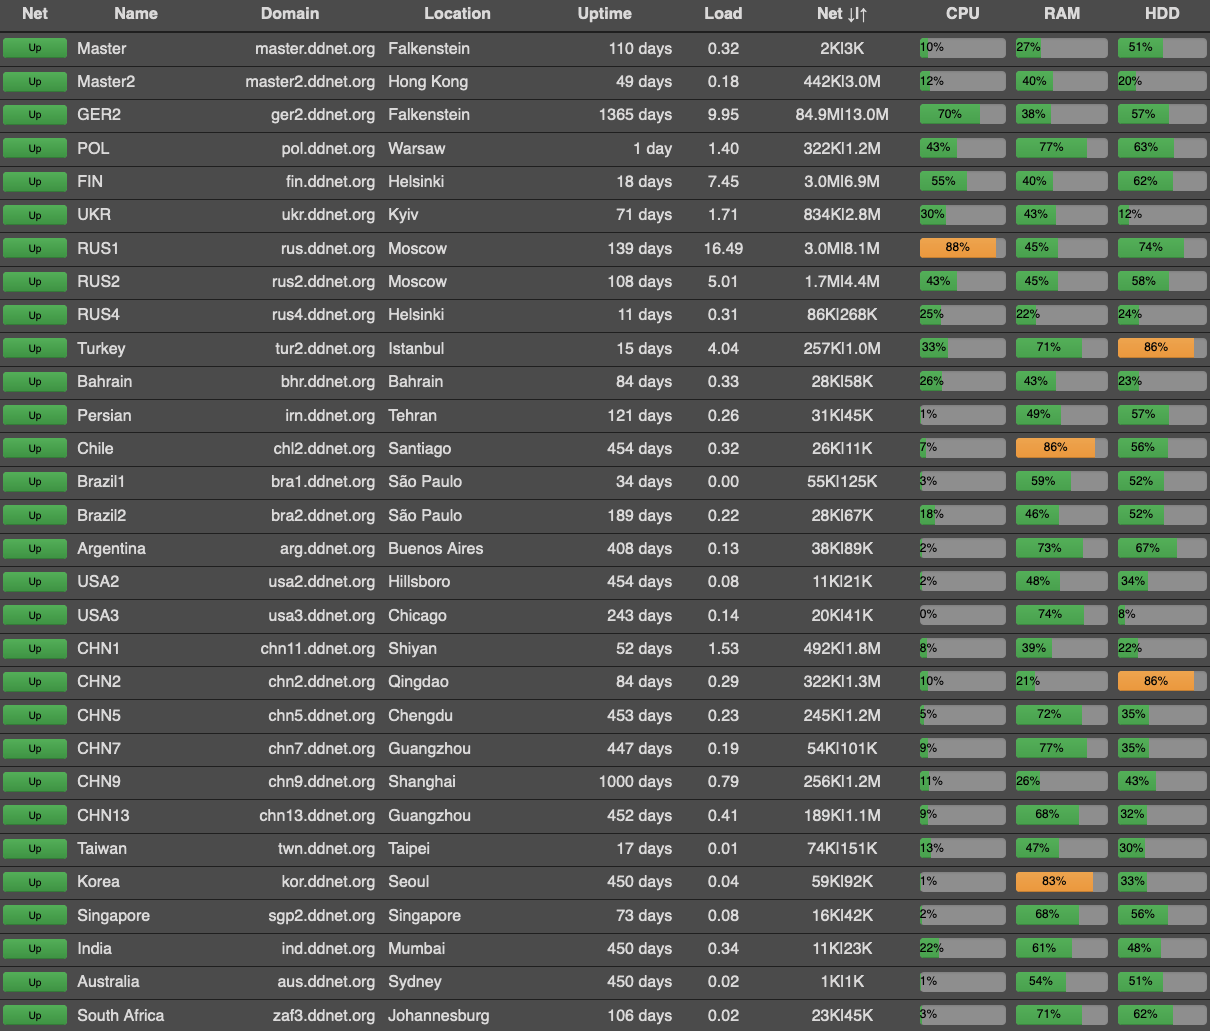 Net Name Domain Location Uptime Load Net ↓|↑ CPU RAM HDD
Up Master master.ddnet.org Falkenstein 110 days 0.32 2K|3K 10% 27% 51%
Up Master2 master2.ddnet.org Hong Kong 49 days 0.18 442K|3.0M 12% 40% 20%
Up GER2 ger2.ddnet.org Falkenstein 1365 days 9.95 84.9M|13.0M 70% 38% 57%
Up POL pol.ddnet.org Warsaw 1 day 1.40 322K|1.2M 43% 77% 63%
Up FIN fin.ddnet.org Helsinki 18 days 7.45 3.0M|6.9M 55% 40% 62%
Up UKR ukr.ddnet.org Kyiv 71 days 1.71 834K|2.8M 30% 43% 12%
Up RUS1 rus.ddnet.org Moscow 139 days 16.49 3.0M|8.1M 88% 45% 74%
Up RUS2 rus2.ddnet.org Moscow 108 days 5.01 1.7M|4.4M 43% 45% 58%
Up RUS4 rus4.ddnet.org Helsinki 11 days 0.31 86K|268K 25% 22% 24%
Up Turkey tur2.ddnet.org Istanbul 15 days 4.04 257K|1.0M 33% 71% 86%
Up Bahrain bhr.ddnet.org Bahrain 84 days 0.33 28K|58K 26% 43% 23%
Up Persian irn.ddnet.org Tehran 121 days 0.26 31K|45K 1% 49% 57%
Up Chile chl2.ddnet.org Santiago 454 days 0.32 26K|11K 7% 86% 56%
Up Brazil1 bra1.ddnet.org São Paulo 34 days 0.00 55K|125K 3% 59% 52%
Up Brazil2 bra2.ddnet.org São Paulo 189 days 0.22 28K|67K 18% 46% 52%
Up Argentina arg.ddnet.org Buenos Aires 408 days 0.13 38K|89K 2% 73% 67%
Up USA2 usa2.ddnet.org Hillsboro 454 days 0.08 11K|21K 2% 48% 34%
Up USA3 usa3.ddnet.org Chicago 243 days 0.14 20K|41K 0% 74% 8%
Up CHN1 chn11.ddnet.org Shiyan 52 days 1.53 492K|1.8M 8% 39% 22%
Up CHN2 chn2.ddnet.org Qingdao 84 days 0.29 322K|1.3M 10% 21% 86%
Up CHN5 chn5.ddnet.org Chengdu 453 days 0.23 245K|1.2M 5% 72% 35%
Up CHN7 chn7.ddnet.org Guangzhou 447 days 0.19 54K|101K 9% 77% 35%
Up CHN9 chn9.ddnet.org Shanghai 1000 days 0.79 256K|1.2M 11% 26% 43%
Up CHN13 chn13.ddnet.org Guangzhou 452 days 0.41 189K|1.1M 9% 68% 32%
Up Taiwan twn.ddnet.org Taipei 17 days 0.01 74K|151K 13% 47% 30%
Up Korea kor.ddnet.org Seoul 450 days 0.04 59K|92K 1% 83% 33%
Up Singapore sgp2.ddnet.org Singapore 73 days 0.08 16K|42K 2% 68% 56%
Up India ind.ddnet.org Mumbai 450 days 0.34 11K|23K 22% 61% 48%
Up Australia aus.ddnet.org Sydney 450 days 0.02 1K|1K 1% 54% 51%
Up South Africa zaf3.ddnet.org Johannesburg 106 days 0.02 23K|45K 3% 71% 62%